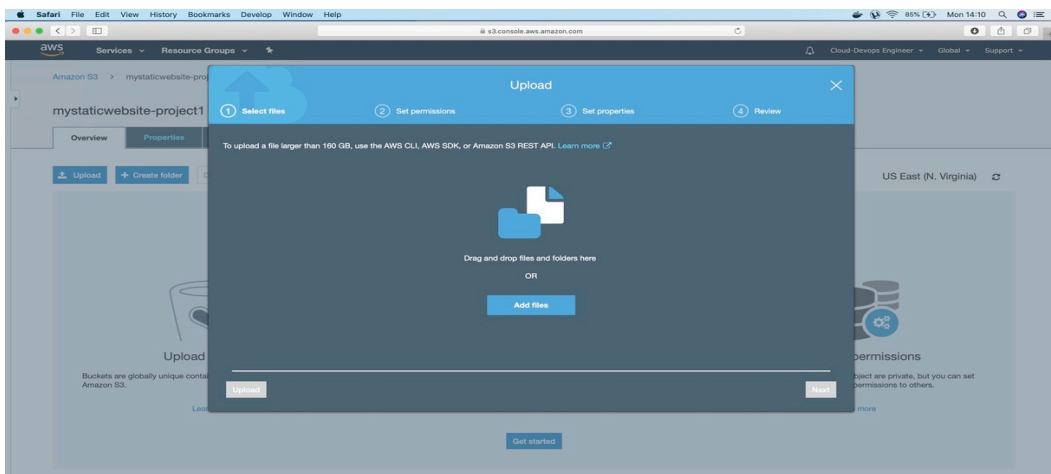 Safari File Edit View History Bookmarks Develop Window Help 85% Mon 14:10
s3.console.aws.amazon.com
aws Services Resource Groups Cloud-Devops Engineer Global Support
Amazon S3 > mystaticwebsite-proj
Upload
mystaticwebsite-project1
1 Select files 2 Set permissions 3 Set properties 4 Review
Overview Properties
To upload a file larger than 160 GB, use the AWS CLI, AWS SDK, or Amazon S3 REST API. Learn more
Upload + Create folder
US East (N. Virginia)
Drag and drop files and folders here
OR
Add files
Upload
permissions
Buckets are globally unique contai
Amazon S3.
bject are private, but you can set
permissions to others.
Upload Next
Lea
more
Get started